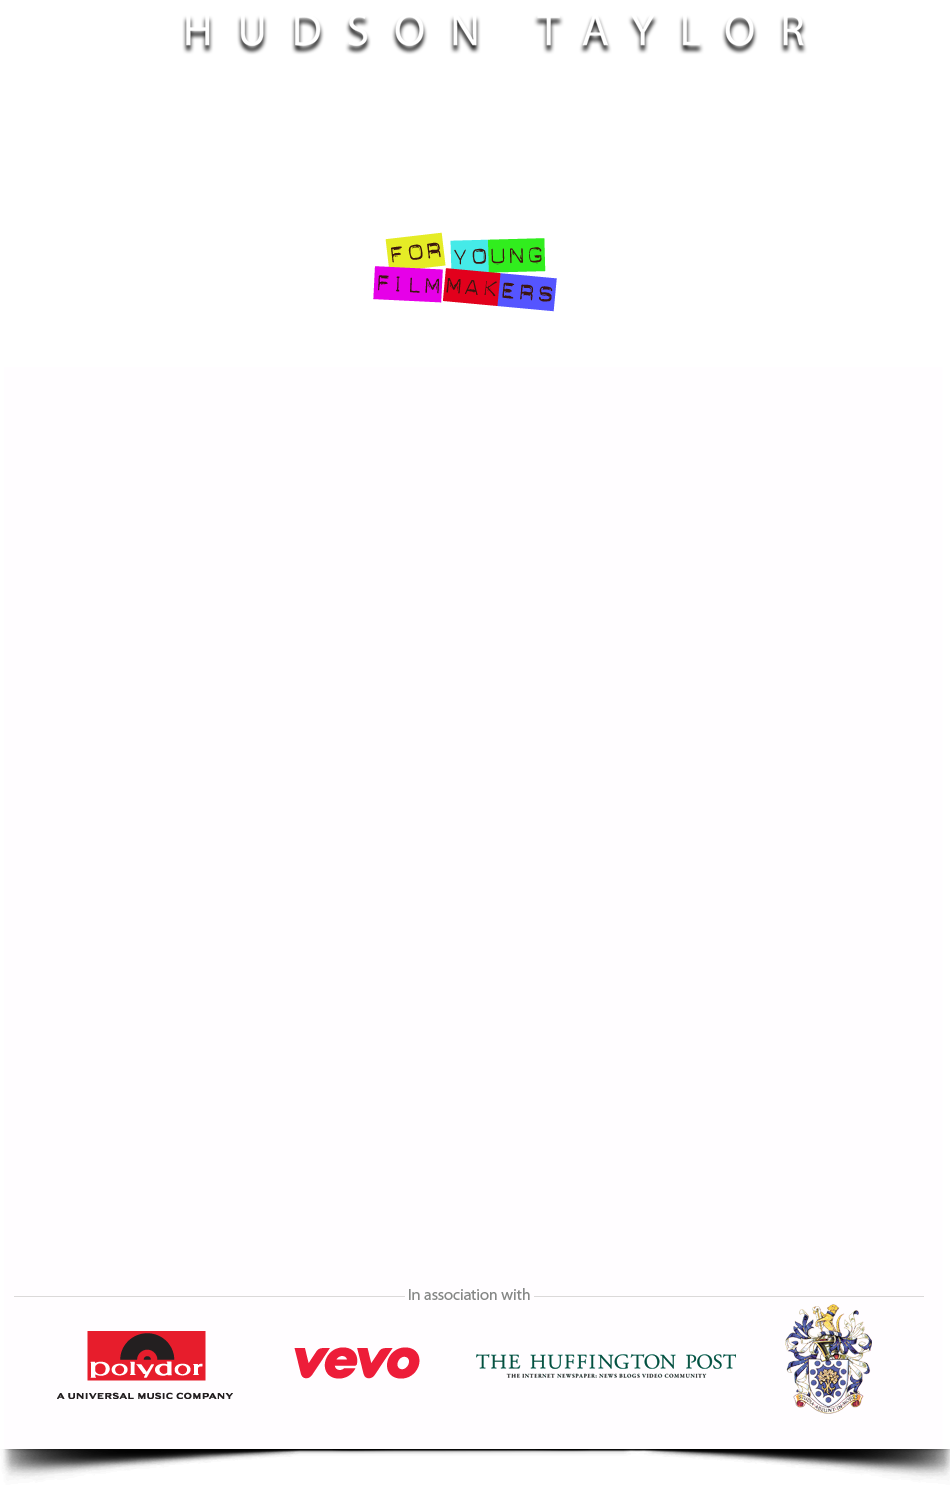 HUDSON TAYLOR
FOR YOUNG
FILMMAKERS
In association with
polydor
A UNIVERSAL MUSIC COMPANY
vevo
THE HUFFINGTON POST
THE INTERNET NEWSPAPER: NEWS BLOGS VIDEO COMMUNITY